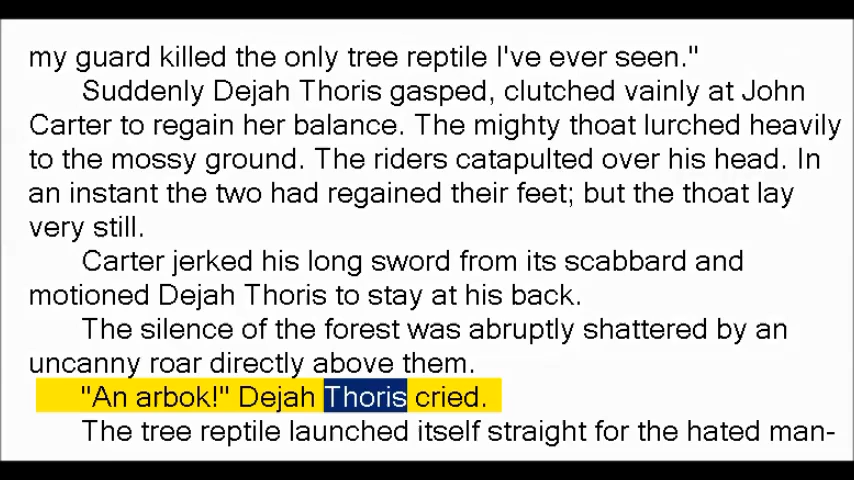 my guard killed the only tree reptile I've ever seen."
Suddenly Dejah Thoris gasped, clutched vainly at John
Carter to regain her balance. The mighty thoat lurched heavily
to the mossy ground. The riders catapulted over his head. In
an instant the two had regained their feet; but the thoat lay
very still.
Carter jerked his long sword from its scabbard and
motioned Dejah Thoris to stay at his back.
The silence of the forest was abruptly shattered by an
uncanny roar directly above them.
"An arbok!" Dejah Thoris cried.
The tree reptile launched itself straight for the hated man-